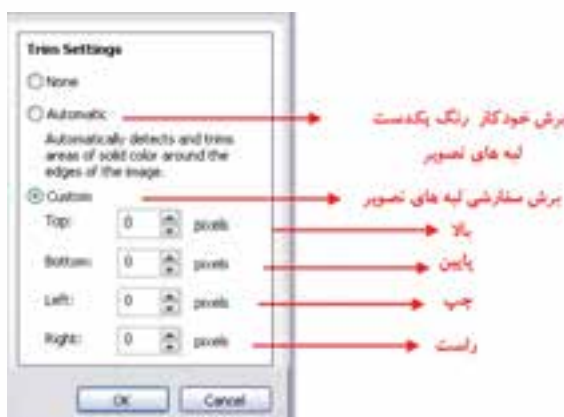 Trim Settings
None
Automatic
برش خودکار رنگ یکدست
لبه های تصویر
Automatically detects and trims
areas of solid color around the
edges of the image.
Custom
برش سفارشی لبه های تصویر
Top: 0 pixels
بالا
Bottom: 0 pixels
پایین
Left: 0 pixels
چپ
Right: 0 pixels
راست
OK Cancel